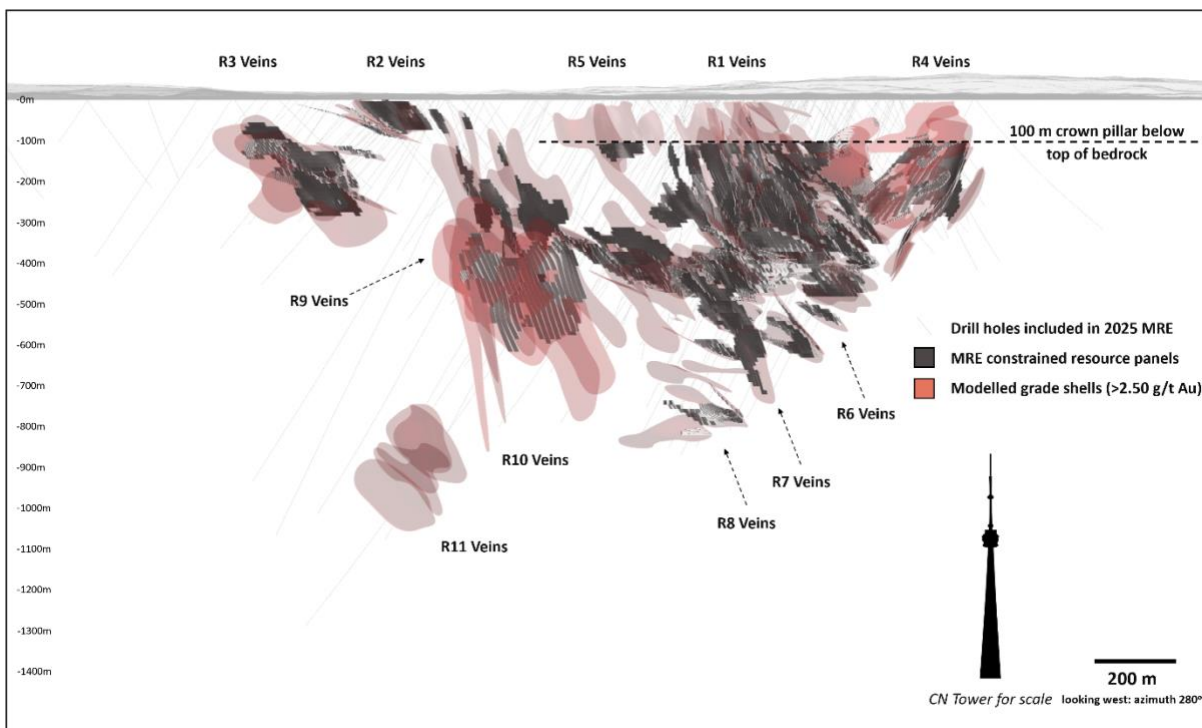 R3 Veins
R2 Veins
R5 Veins
R1 Veins
R4 Veins
-0m
-100m
-200m
-300m
-400m
-500m
-600m
-700m
-800m
-900m
-1000m
-1100m
-1200m
-1300m
-1400m
100 m crown pillar below
top of bedrock
R9 Veins
R10 Veins
R11 Veins
R6 Veins
R7 Veins
R8 Veins
Drill holes included in 2025 MRE
MRE constrained resource panels
Modelled grade shells (>2.50 g/t Au)
200 m
CN Tower for scale
looking west: azimuth 280°